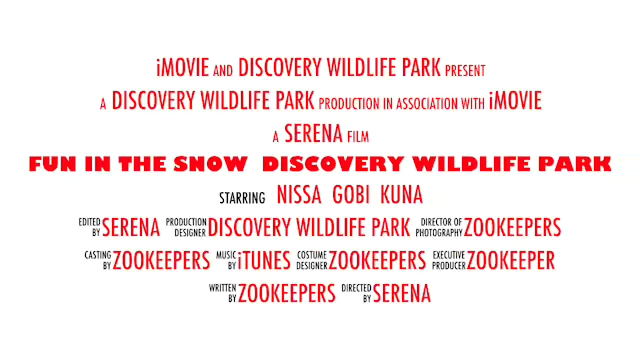 iMOVIE AND DISCOVERY WILDLIFE PARK PRESENT
A DISCOVERY WILDLIFE PARK PRODUCTION IN ASSOCIATION WITH iMOVIE
A SERENA FILM
FUN IN THE SNOW DISCOVERY WILDLIFE PARK
STARRING NISSA GOBI KUNA
EDITED BY SERENA PRODUCTION DESIGNER DISCOVERY WILDLIFE PARK DIRECTOR OF PHOTOGRAPHY ZOOKEEPERS
CASTING BY ZOOKEEPERS MUSIC BY iTUNES COSTUME DESIGNER ZOOKEEPERS EXECUTIVE PRODUCER ZOOKEEPER
WRITTEN BY ZOOKEEPERS DIRECTED BY SERENA